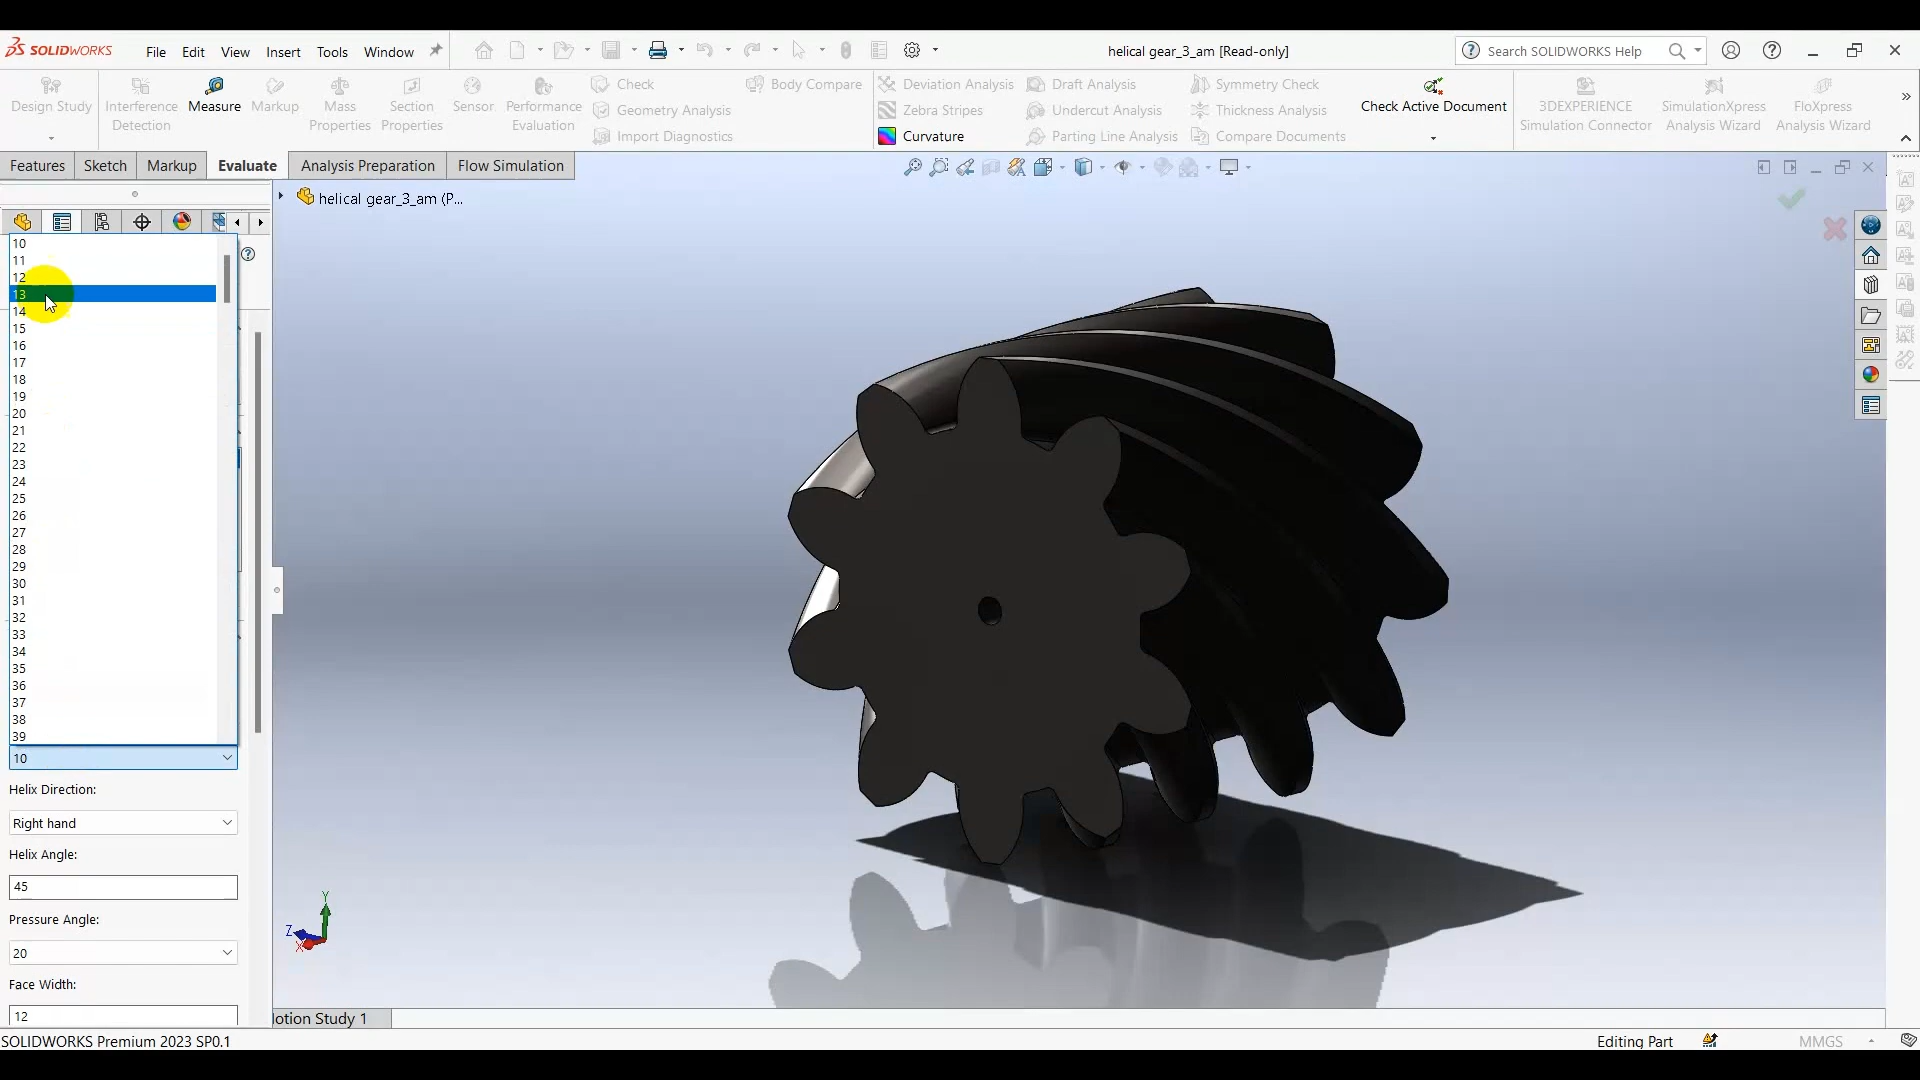 SOLIDWORKS
File Edit View Insert Tools Window
helical gear_3_am [Read-only]
Search SOLIDWORKS Help
Design Study
Interference Detection
Measure
Markup
Mass Properties
Section Properties
Sensor
Performance Evaluation
Check
Geometry Analysis
Import Diagnostics
Body Compare
Deviation Analysis
Zebra Stripes
Curvature
Draft Analysis
Undercut Analysis
Parting Line Analysis
Symmetry Check
Thickness Analysis
Compare Documents
Check Active Document
3DEXPERIENCE Simulation Connector
SimulationXpress Analysis Wizard
FloXpress Analysis Wizard
Features Sketch Markup Evaluate Analysis Preparation Flow Simulation
helical gear_3_am (P...
10
11
12
13
14
15
16
17
18
19
20
21
22
23
24
25
26
27
28
29
30
31
32
33
34
35
36
37
38
39
10
Helix Direction:
Right hand
Helix Angle:
45
Pressure Angle:
20
Face Width:
12
Y
Z
X
otion Study 1
SOLIDWORKS Premium 2023 SP0.1
Editing Part
MMGS